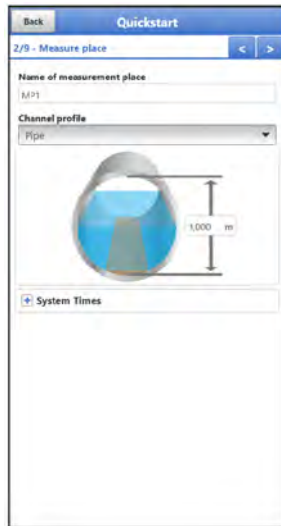 Back
Quickstart
2/9 - Measure place
< >
Name of measurement place
MP1
Channel profile
Pipe
1,000 m
+ System Times